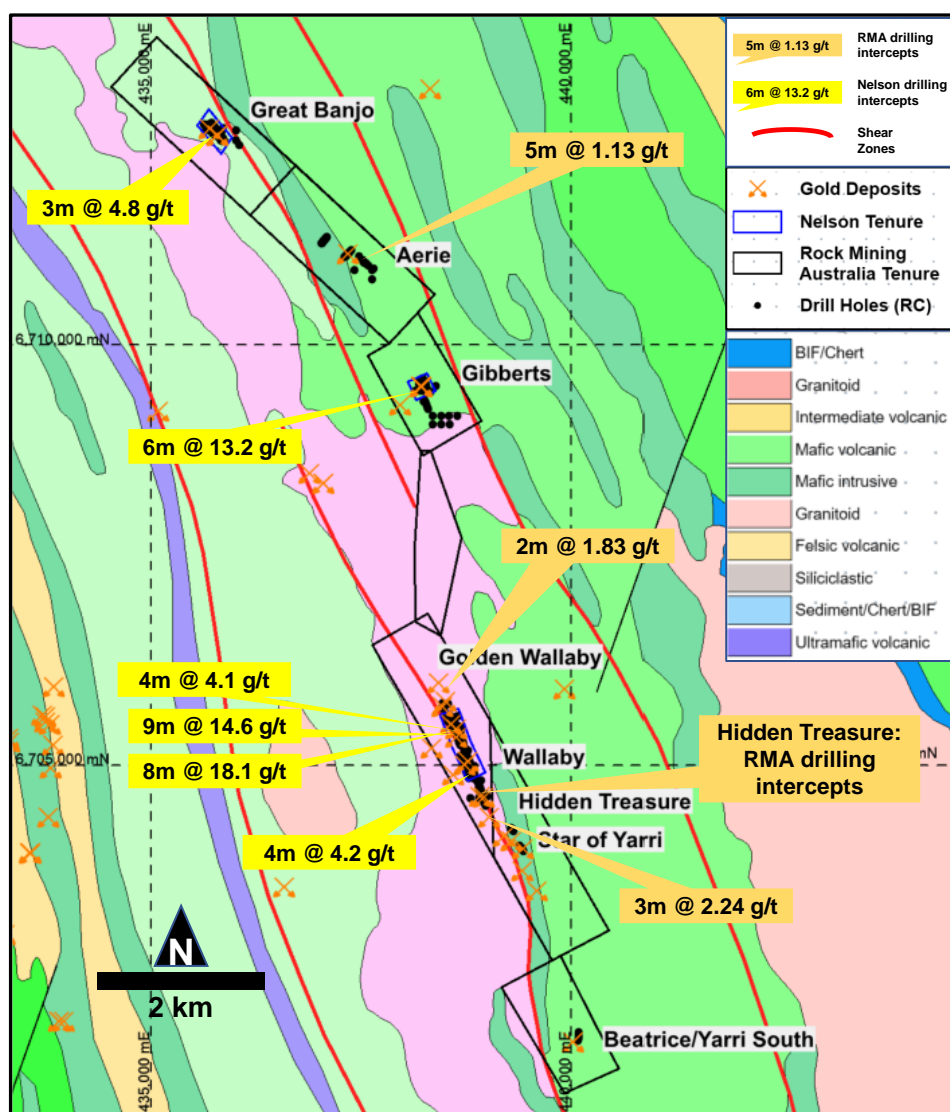 435,000 mE
440,000 mE
5m @ 1.13 g/t
RMA drilling
intercepts
6m @ 13.2 g/t
Nelson drilling
intercepts
Shear
Zones
Gold Deposits
Nelson Tenure
Rock Mining
Australia Tenure
Drill Holes (RC)
BIF/Chert
Granitoid
Intermediate volcanic
Mafic volcanic
Mafic intrusive
Granitoid
Felsic volcanic
Siliciclastic
Sediment/Chert/BIF
Ultramafic volcanic
Great Banjo
5m @ 1.13 g/t
3m @ 4.8 g/t
Aerie
6,710,000 mN
Gibberts
6m @ 13.2 g/t
2m @ 1.83 g/t
Golden Wallaby
4m @ 4.1 g/t
9m @ 14.6 g/t
Hidden Treasure:
RMA drilling
intercepts
8m @ 18.1 g/t
6,705,000 mN
mN
Wallaby
Hidden Treasure
Star of Yarri
4m @ 4.2 g/t
3m @ 2.24 g/t
N
2 km
Beatrice/Yarri South
435,000 mE
440,000 mE